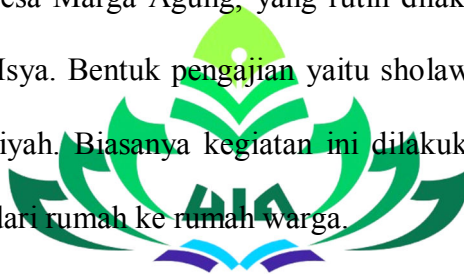 esa Marga Agung, yang rutin dilak
Isya. Bentuk pengajian yaitu sholaw
iyah. Biasanya kegiatan ini dilakuk
dari rumah ke rumah warga.
UIN